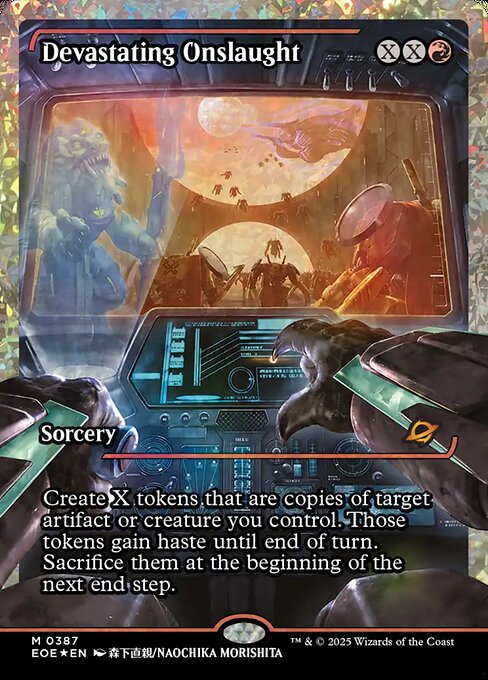 Devastating Onslaught XXR
Sorcery
Create X tokens that are copies of target
artifact or creature you control. Those
tokens gain haste until end of turn.
Sacrifice them at the beginning of the
next end step.
M 0387
EOE★EN 森下直親/NAOCHIKA MORISHITA
™ & © 2025 Wizards of the Coast